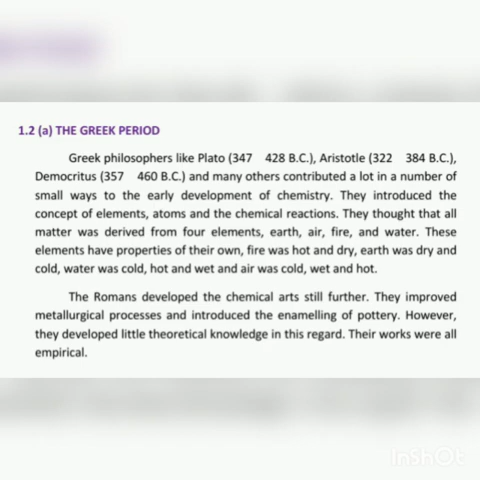 1.2 (a) THE GREEK PERIOD
Greek philosophers like Plato (347 428 B.C.), Aristotle (322 384 B.C.),
Democritus (357 460 B.C.) and many others contributed a lot in a number of
small ways to the early development of chemistry. They introduced the
concept of elements, atoms and the chemical reactions. They thought that all
matter was derived from four elements, earth, air, fire, and water. These
elements have properties of their own, fire was hot and dry, earth was dry and
cold, water was cold, hot and wet and air was cold, wet and hot.
The Romans developed the chemical arts still further. They improved
metallurgical processes and introduced the enamelling of pottery. However,
they developed little theoretical knowledge in this regard. Their works were all
empirical.
InShOt